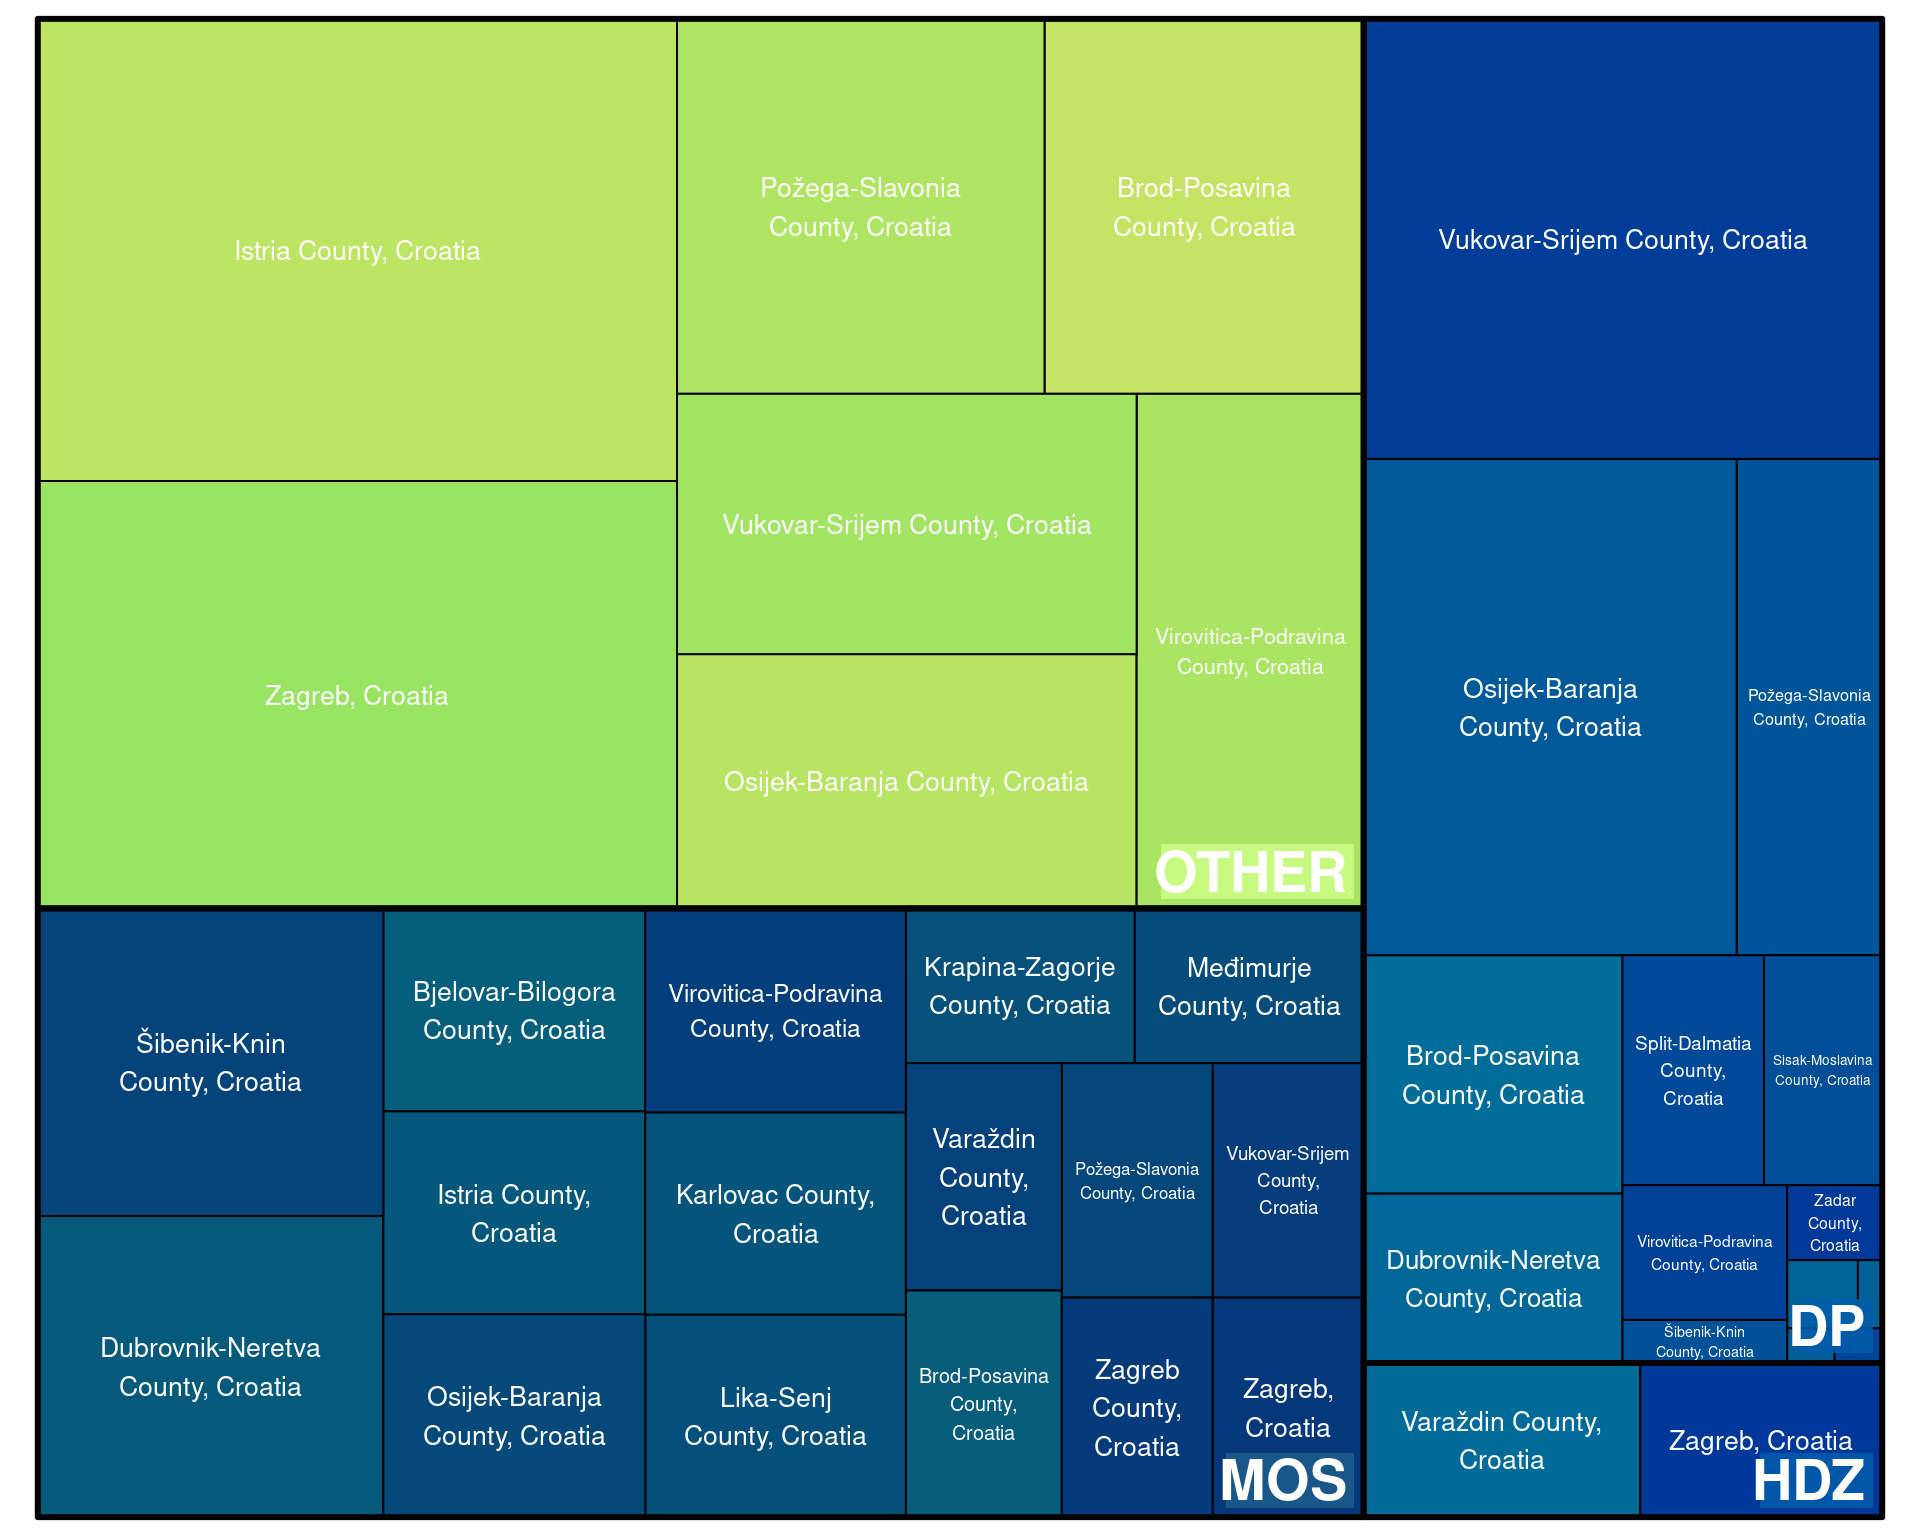 Istria County, Croatia
Zagreb, Croatia
Požega-Slavonia
County, Croatia
Brod-Posavina
County, Croatia
Vukovar-Srijem County, Croatia
Osijek-Baranja County, Croatia
Virovitica-Podravina
County, Croatia
OTHER
Vukovar-Srijem County, Croatia
Osijek-Baranja
County, Croatia
Požega-Slavonia
County, Croatia
Brod-Posavina
County, Croatia
Dubrovnik-Neretva
County, Croatia
Split-Dalmatia
County,
Croatia
Sisak-Moslavina
County, Croatia
Virovitica-Podravina
County, Croatia
Zadar
County,
Croatia
Šibenik-Knin
County, Croatia
DP
Šibenik-Knin
County, Croatia
Dubrovnik-Neretva
County, Croatia
Bjelovar-Bilogora
County, Croatia
Istria County,
Croatia
Osijek-Baranja
County, Croatia
Virovitica-Podravina
County, Croatia
Karlovac County,
Croatia
Lika-Senj
County, Croatia
Krapina-Zagorje
County, Croatia
Međimurje
County, Croatia
Varaždin
County,
Croatia
Brod-Posavina
County,
Croatia
Požega-Slavonia
County, Croatia
Vukovar-Srijem
County,
Croatia
Zagreb
County,
Croatia
Zagreb,
Croatia
MOS
Varaždin County,
Croatia
Zagreb, Croatia
HDZ